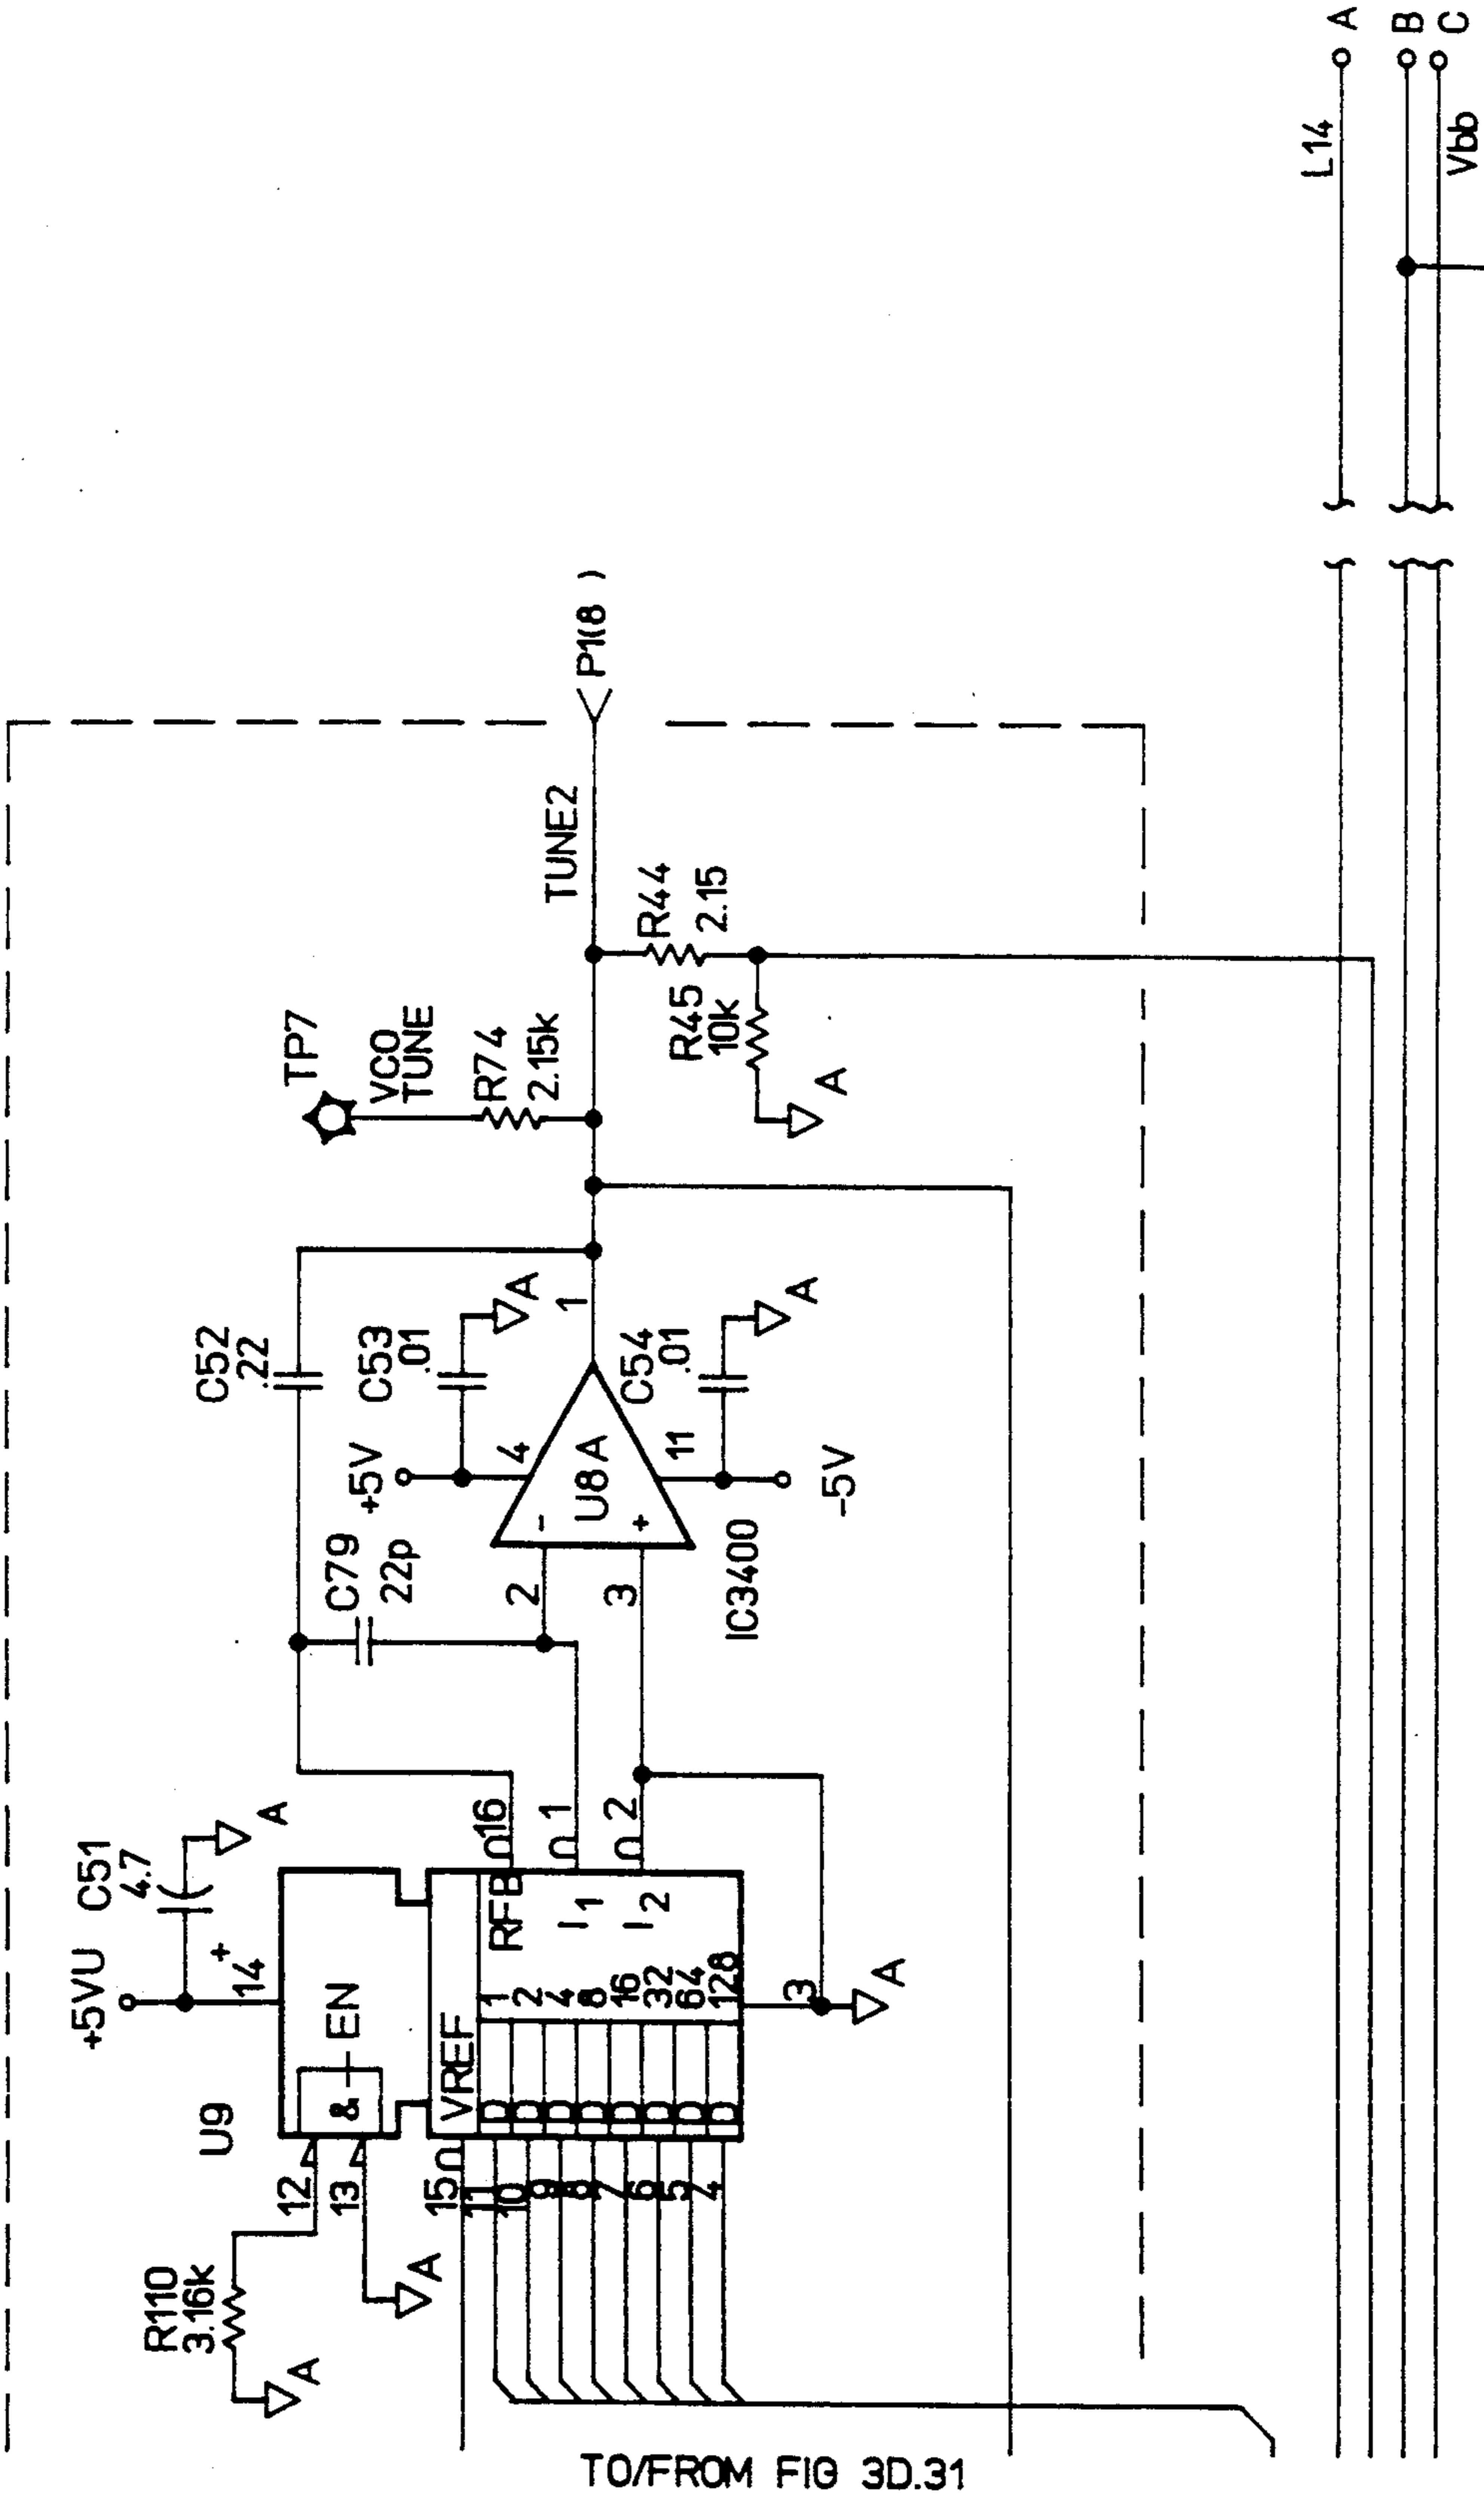 +5VU
C51
4.7
+
14
A
U9
R110
3.16k
A
12
13
A
&
EN
VREF
RFB
15
11
10
9
8
7
6
5
4
D
D
D
D
D
D
D
D
1
2
4
8
16
32
64
128
I 1
I 2
16
1
2
3
A
C79
22p
C52
.22
C53
.01
A
+5V
4
2
3
U8A
-
+
1
11
C54
.01
A
-5V
IC3400
TP7
VCO
TUNE
R74
2.15k
R45
10k
A
R44
2.15
TUNE2
P1(8 )
L14
A
B
C
Vbb
TO/FROM FIG 3D.31